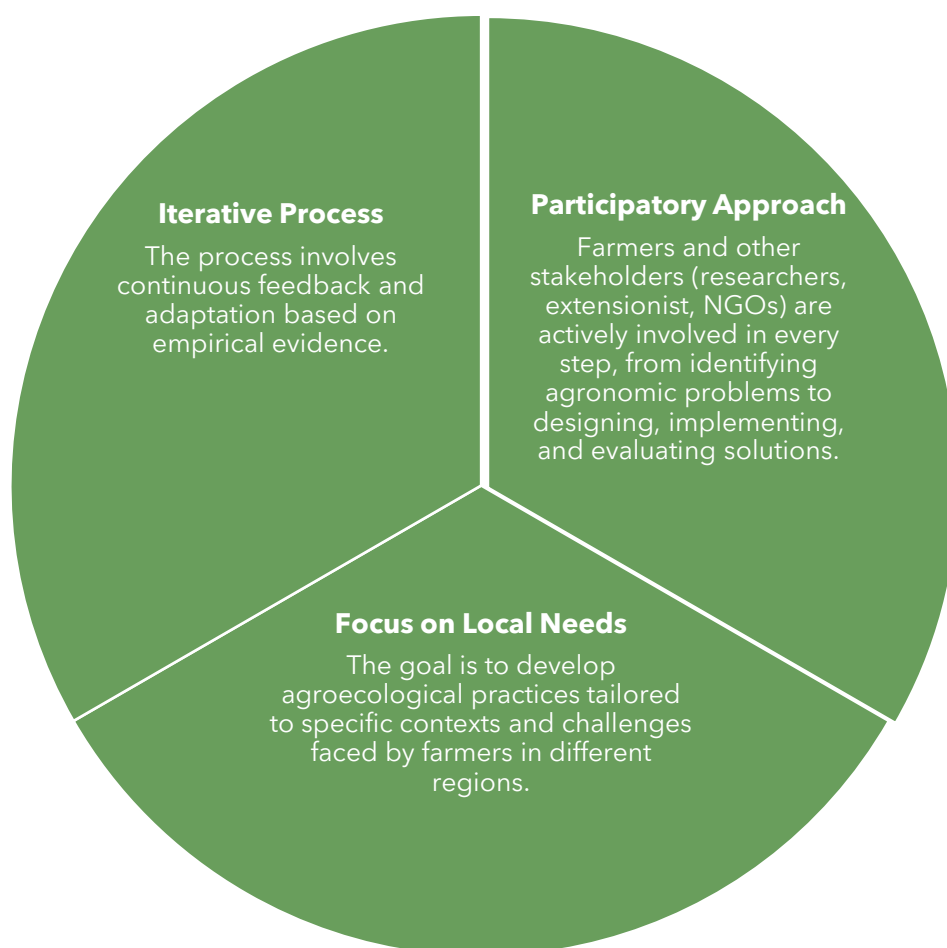 Iterative Process
The process involves
continuous feedback and
adaptation based on
empirical evidence.
Participatory Approach
Farmers and other
stakeholders (researchers,
extensionist, NGOs) are
actively involved in every
step, from identifying
agronomic problems to
designing, implementing,
and evaluating solutions.
Focus on Local Needs
The goal is to develop
agroecological practices tailored
to specific contexts and challenges
faced by farmers in different
regions.